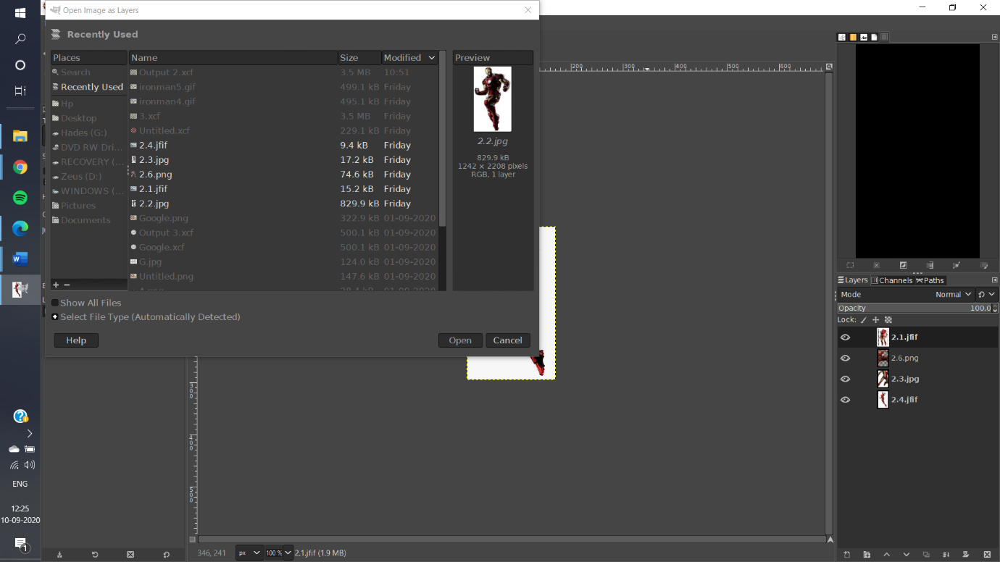 Open Image as Layers
Recently Used
Places
Search
Recently Used
Hp
Desktop
Hades (G:)
DVD RW Dri...
RECOVERY (...
Zeus (D:)
WINDOWS (...
Pictures
Documents
Name Size Modified
Output 2.xcf 3.5 MB 10:51
ironman5.gif 499.1 kB Friday
ironman4.gif 495.1 kB Friday
3.xcf 3.5 MB Friday
Untitled.xcf 229.1 kB Friday
2.4.jfif 9.4 kB Friday
2.3.jpg 17.2 kB Friday
2.6.png 74.6 kB Friday
2.1.jfif 15.2 kB Friday
2.2.jpg 829.9 kB Friday
Google.png 322.9 kB 01-09-2020
Output 3.xcf 500.1 kB 01-09-2020
Google.xcf 500.1 kB 01-09-2020
G.jpg 124.0 kB 01-09-2020
Untitled.png 147.6 kB 01-09-2020
Preview
2.2.jpg
829.9 kB
1242 × 2208 pixels
RGB, 1 layer
Show All Files
Select File Type (Automatically Detected)
Help Open Cancel
200 300 400 500 600
300
400
500
Layers Channels Paths
Mode Normal
Opacity 100.0
Lock:
2.1.jfif
2.6.png
2.3.jpg
2.4.jfif
346, 241 px 100 % 2.1.jfif (1.9 MB)
ENG
12:25
10-09-2020
1